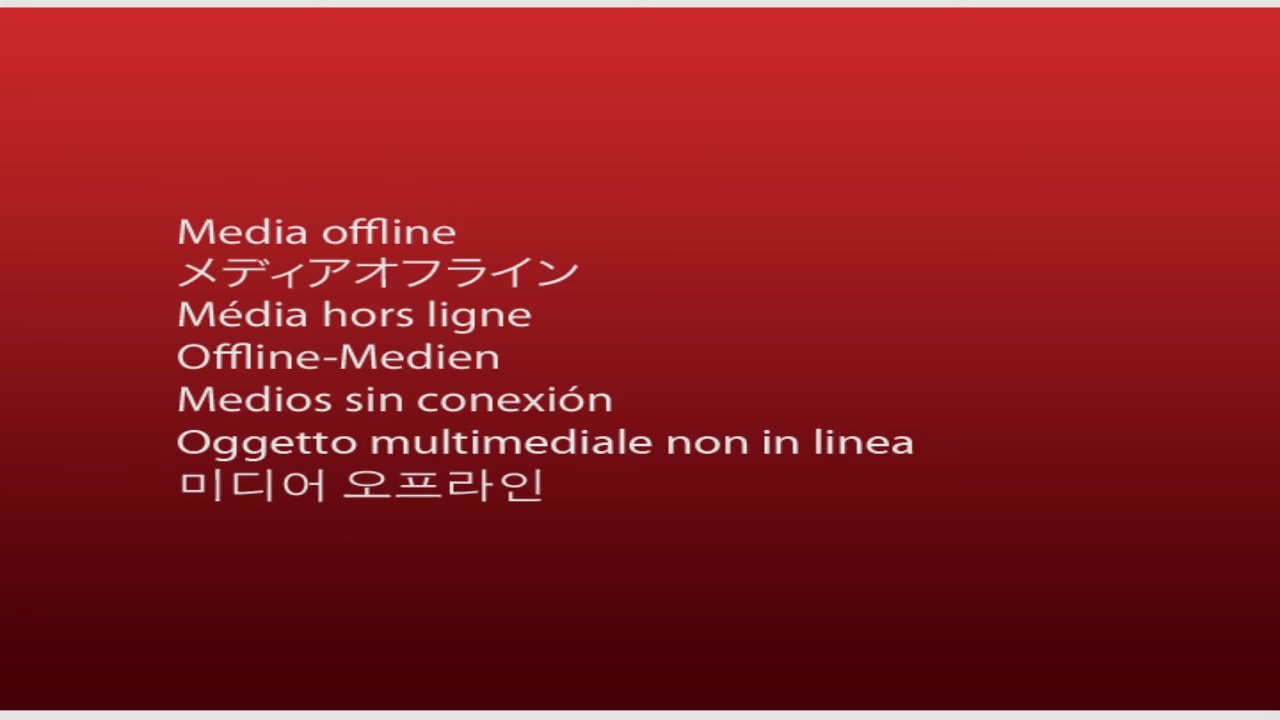 Media offline
メディアオフライン
Média hors ligne
Offline-Medien
Medios sin conexión
Oggetto multimediale non in linea
미디어 오프라인